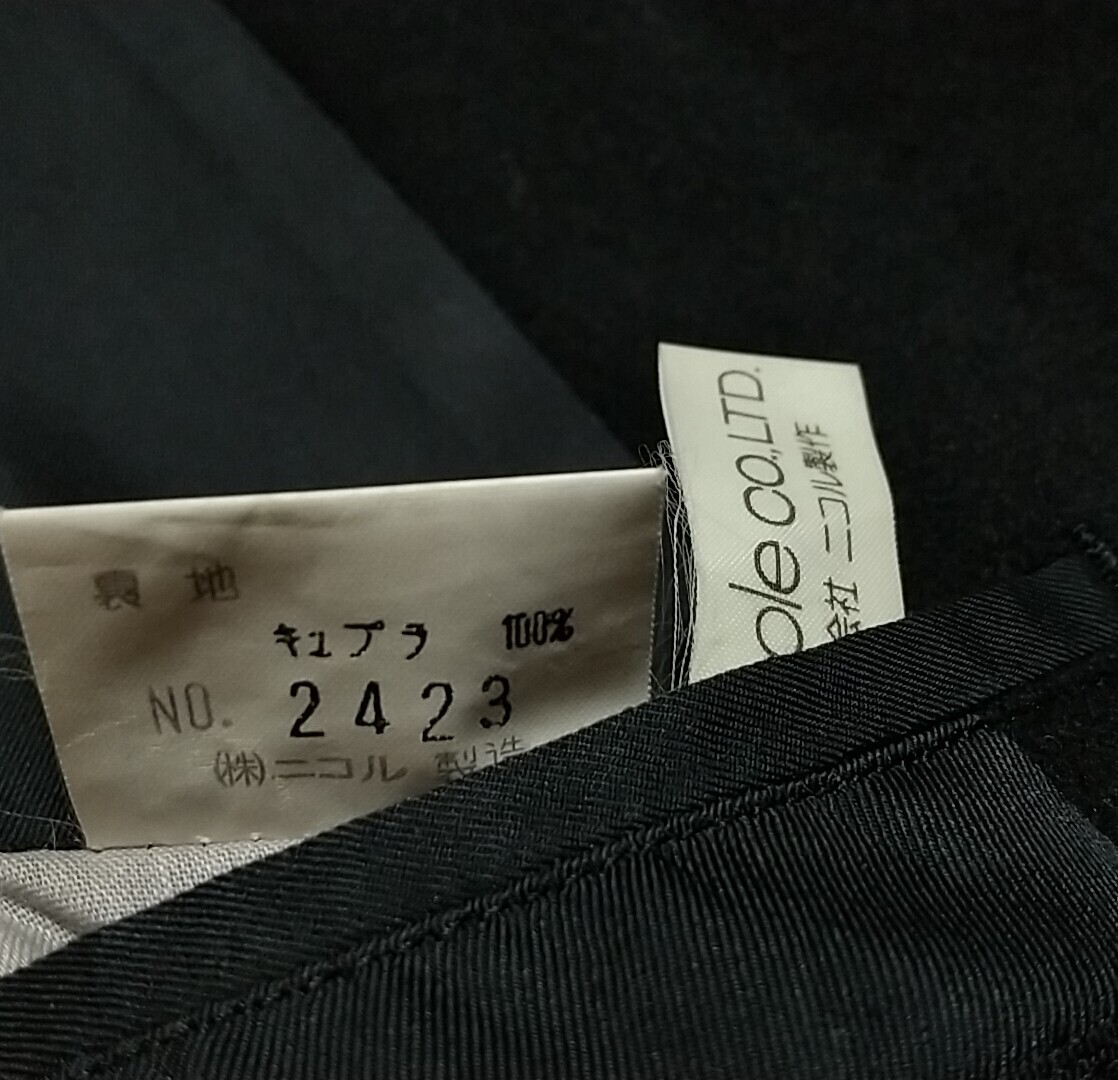 裏地
キュプラ 100%
NO. 2423
(株)ニコル 製造
ole CO.,LTD.
会社 ニコル製作